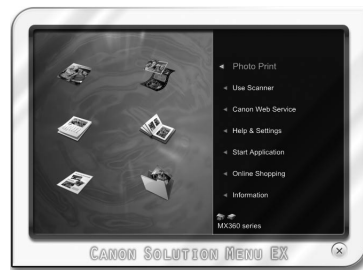 Photo Print
Use Scanner
Canon Web Service
Help & Settings
Start Application
Online Shopping
Information
MX360 series
CANON SOLUTION MENU EX